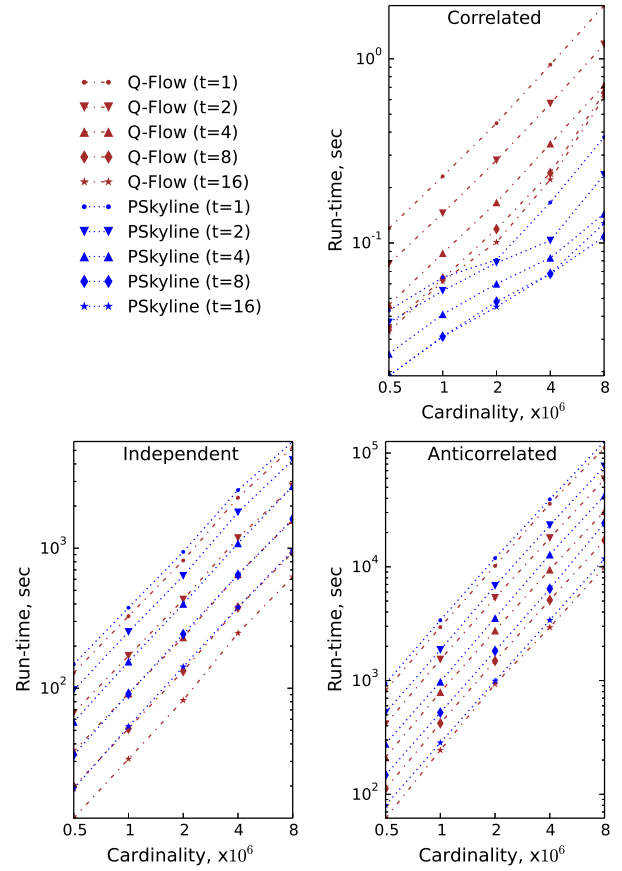 Correlated
Q-Flow (t=1)
Q-Flow (t=2)
Q-Flow (t=4)
Q-Flow (t=8)
Q-Flow (t=16)
PSkyline (t=1)
PSkyline (t=2)
PSkyline (t=4)
PSkyline (t=8)
PSkyline (t=16)
10⁰
10⁻¹
Run-time, sec
0.5 1 2 4 8
Cardinality, x10⁶
Independent
10³
10²
Run-time, sec
0.5 1 2 4 8
Cardinality, x10⁶
Anticorrelated
10⁵
10⁴
10³
10²
Run-time, sec
0.5 1 2 4 8
Cardinality, x10⁶